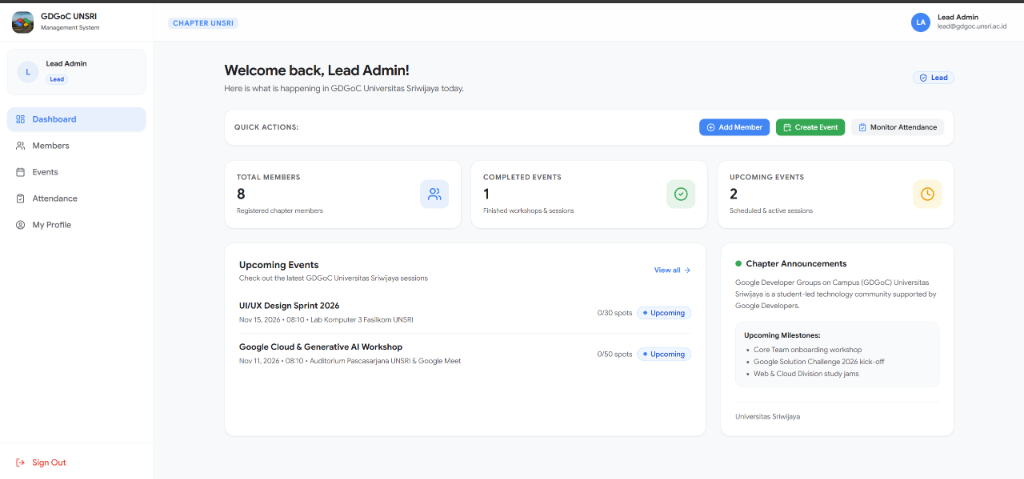 GDGoC UNSRI
Management System
CHAPTER UNSRI
LA
Lead Admin
lead@gdgoc.unsri.ac.id
L
Lead Admin
Lead
Dashboard
Members
Events
Attendance
My Profile
Sign Out
Welcome back, Lead Admin!
Here is what is happening in GDGoC Universitas Sriwijaya today.
Lead
QUICK ACTIONS:
Add Member
Create Event
Monitor Attendance
TOTAL MEMBERS
8
Registered chapter members
COMPLETED EVENTS
1
Finished workshops & sessions
UPCOMING EVENTS
2
Scheduled & active sessions
Upcoming Events
Check out the latest GDGoC Universitas Sriwijaya sessions
View all →
UI/UX Design Sprint 2026
Nov 15, 2026 • 08:10 • Lab Komputer 3 Fasilkom UNSRI
0/30 spots
Upcoming
Google Cloud & Generative AI Workshop
Nov 11, 2026 • 08:10 • Auditorium Pascasarjana UNSRI & Google Meet
0/50 spots
Upcoming
Chapter Announcements
Google Developer Groups on Campus (GDGoC) Universitas
Sriwijaya is a student-led technology community supported by
Google Developers.
Upcoming Milestones:
• Core Team onboarding workshop
• Google Solution Challenge 2026 kick-off
• Web & Cloud Division study jams
Universitas Sriwijaya